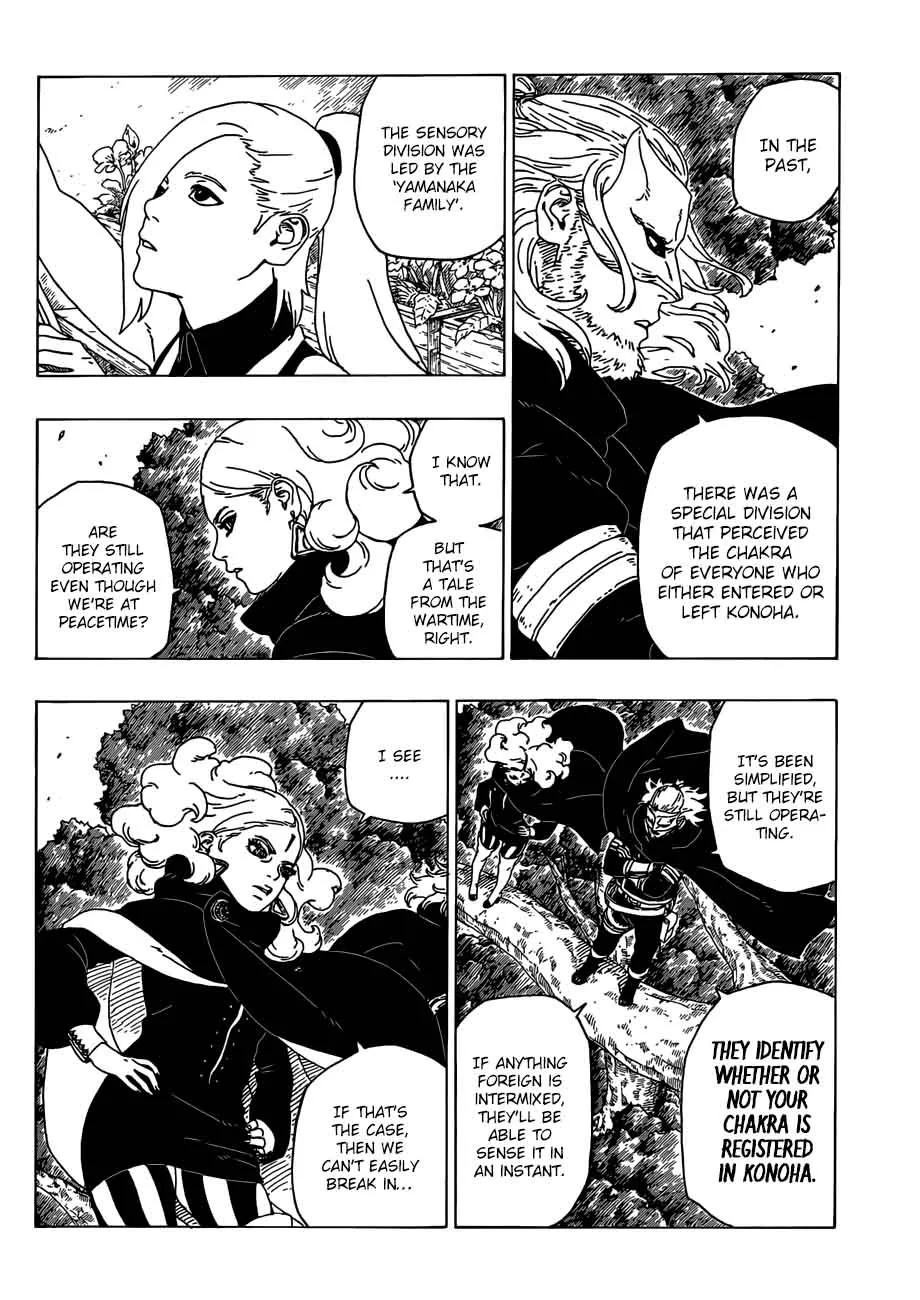 IN THE
PAST,
THERE WAS A
SPECIAL DIVISION
THAT PERCEIVED
THE CHAKRA
OF EVERYONE WHO
EITHER ENTERED OR
LEFT KONOHA.
THE SENSORY
DIVISION WAS
LED BY THE
'YAMANAKA
FAMILY'.
I KNOW
THAT.
BUT
THAT'S
A TALE
FROM THE
WARTIME,
RIGHT.
ARE
THEY STILL
OPERATING
EVEN THOUGH
WE'RE AT
PEACETIME?
IT'S BEEN
SIMPLIFIED,
BUT THEY'RE
STILL OPERA-
TING.
THEY IDENTIFY
WHETHER OR
NOT YOUR
CHAKRA IS
REGISTERED
IN KONOHA.
IF ANYTHING
FOREIGN IS
INTERMIXED,
THEY'LL BE
ABLE TO
SENSE IT IN
AN INSTANT.
I SEE
....
IF THAT'S
THE CASE,
THEN WE
CAN'T EASILY
BREAK IN...